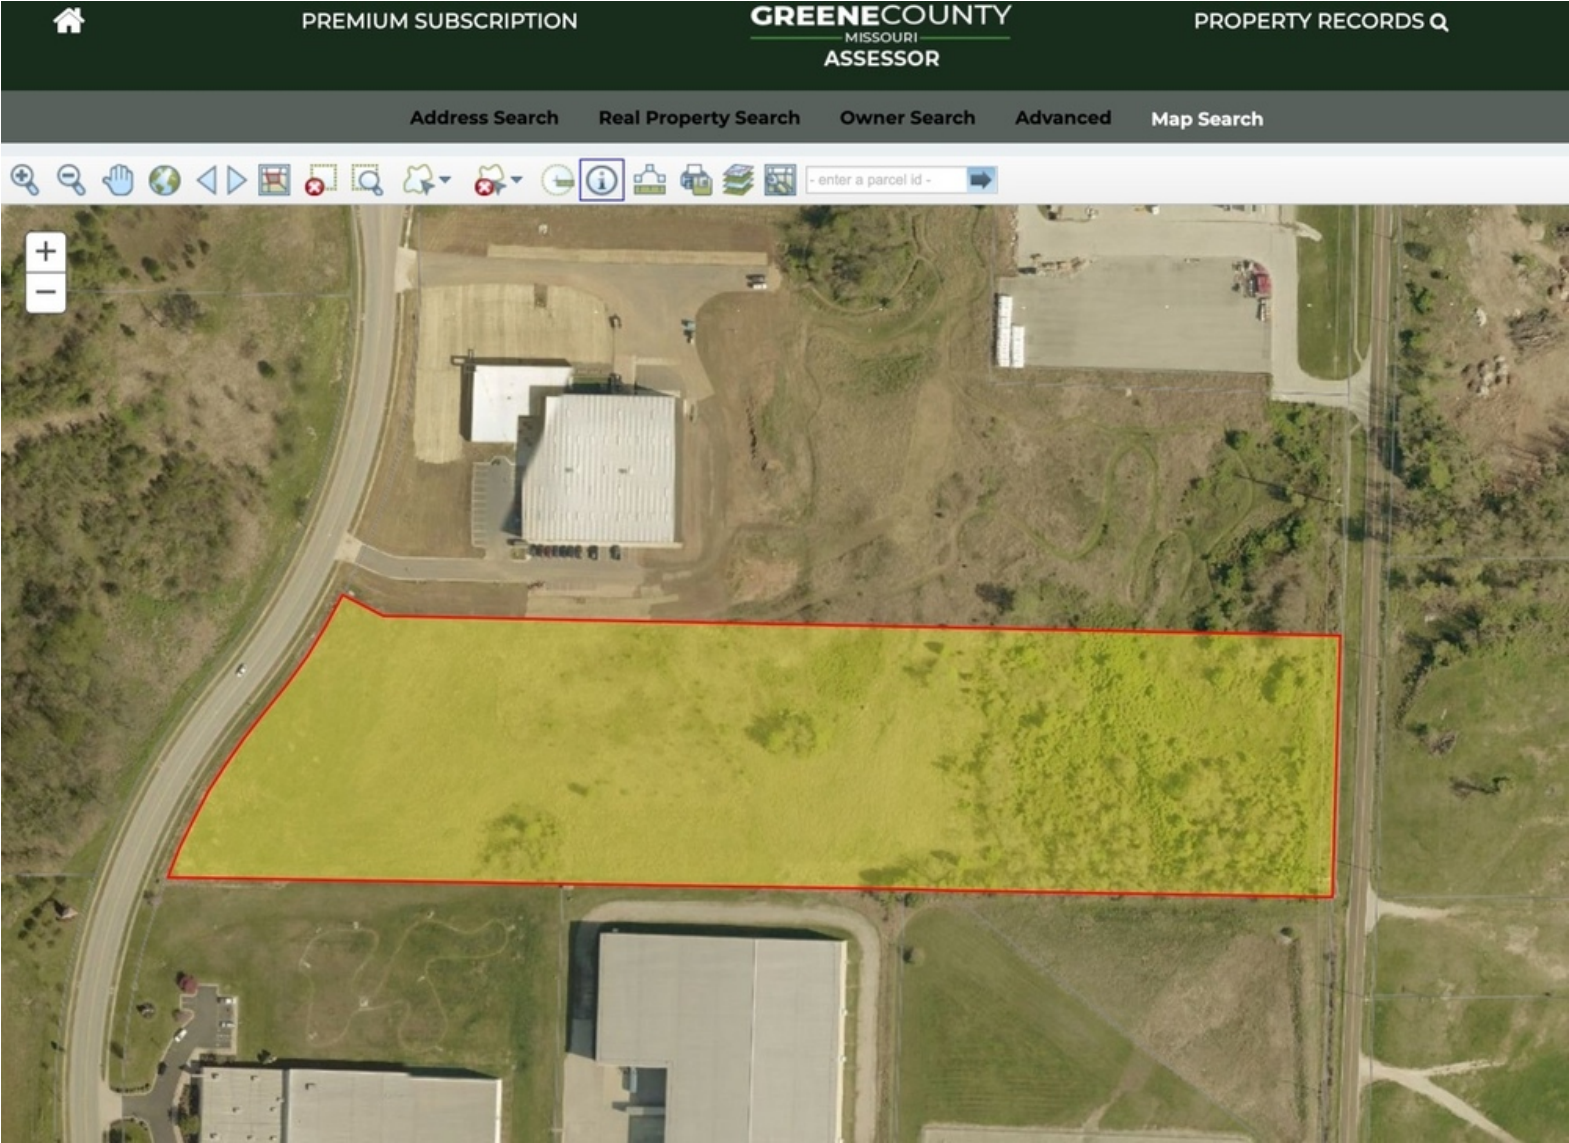 PREMIUM SUBSCRIPTION
GREENECOUNTY
MISSOURI
ASSESSOR
PROPERTY RECORDS
Address Search
Real Property Search
Owner Search
Advanced
Map Search
- enter a parcel id -
+
−